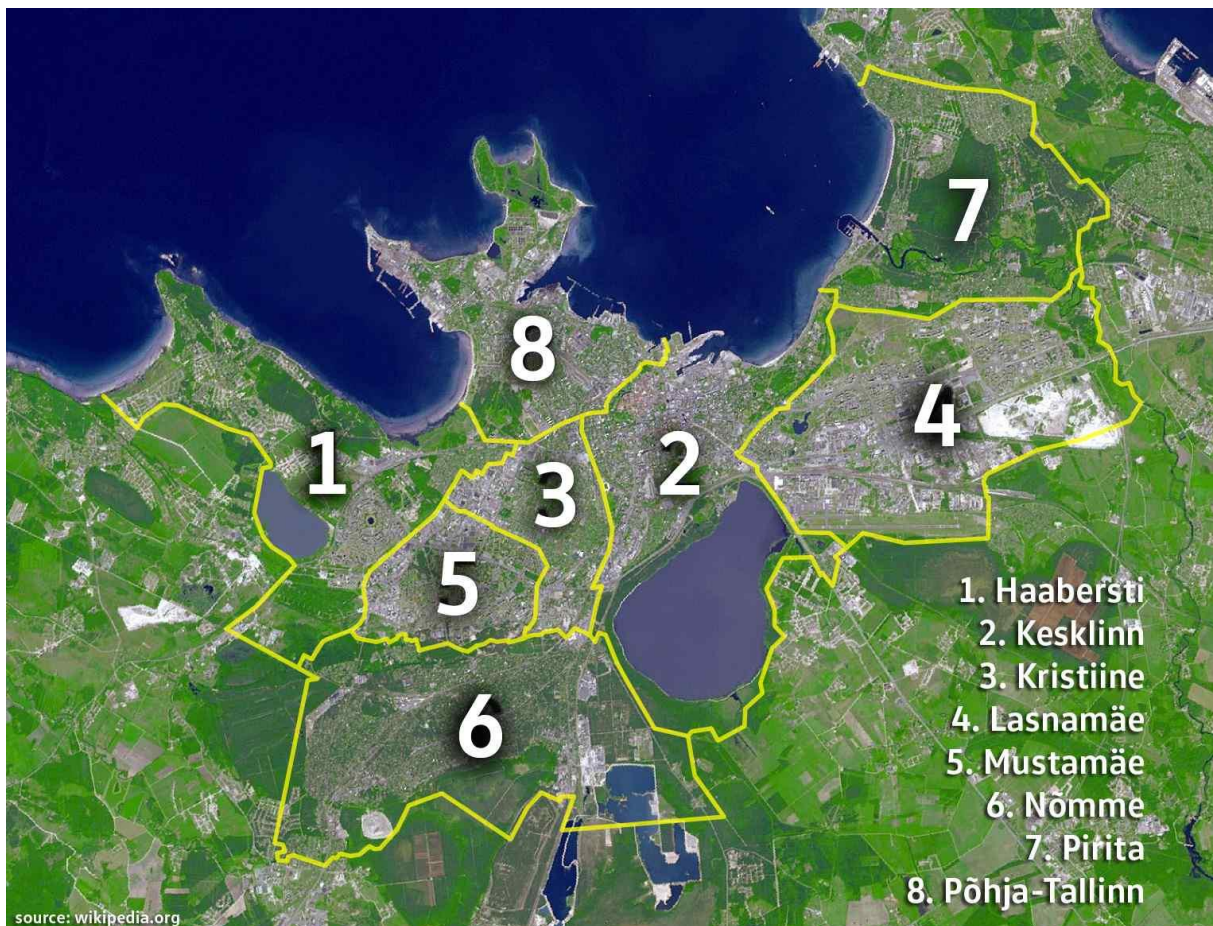 7
8
4
1
2
3
5
6
1. Haabersti
2. Kesklinn
3. Kristiine
4. Lasnamäe
5. Mustamäe
6. Nõmme
7. Pirita
8. Põhja-Tallinn
source: wikipedia.org